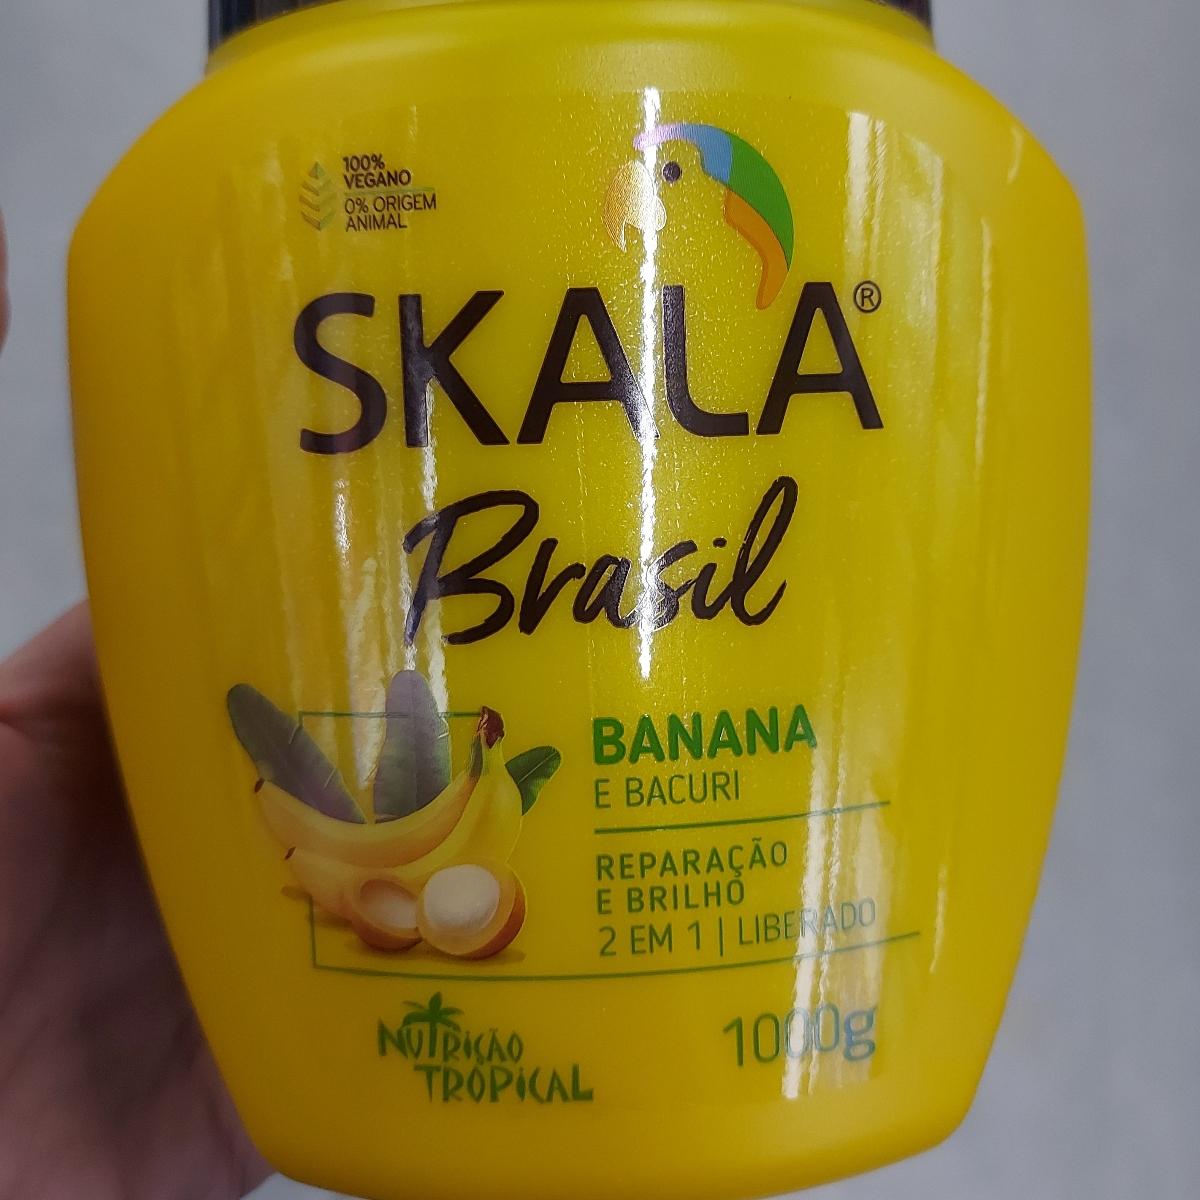 100%
VEGANO
0% ORIGEM
ANIMAL
SKALA®
Brasil
BANANA
E BACURI
REPARAÇÃO
E BRILHO
2 EM 1 | LIBERADO
NUTRIÇÃO
TROPICAL
1000g